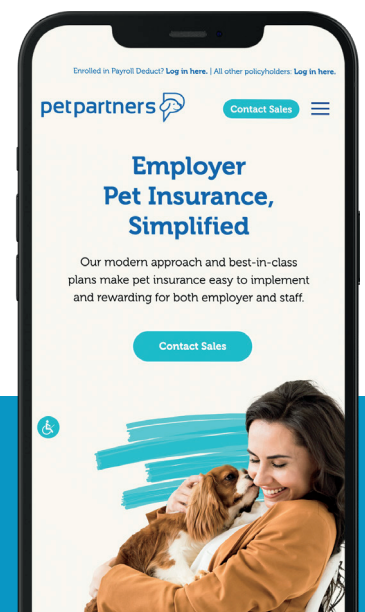 Enrolled in Payroll Deduct? Log in here. | All other policyholders: Log in here.
petpartners
Contact Sales
Employer
Pet Insurance,
Simplified
Our modern approach and best-in-class
plans make pet insurance easy to implement
and rewarding for both employer and staff.
Contact Sales